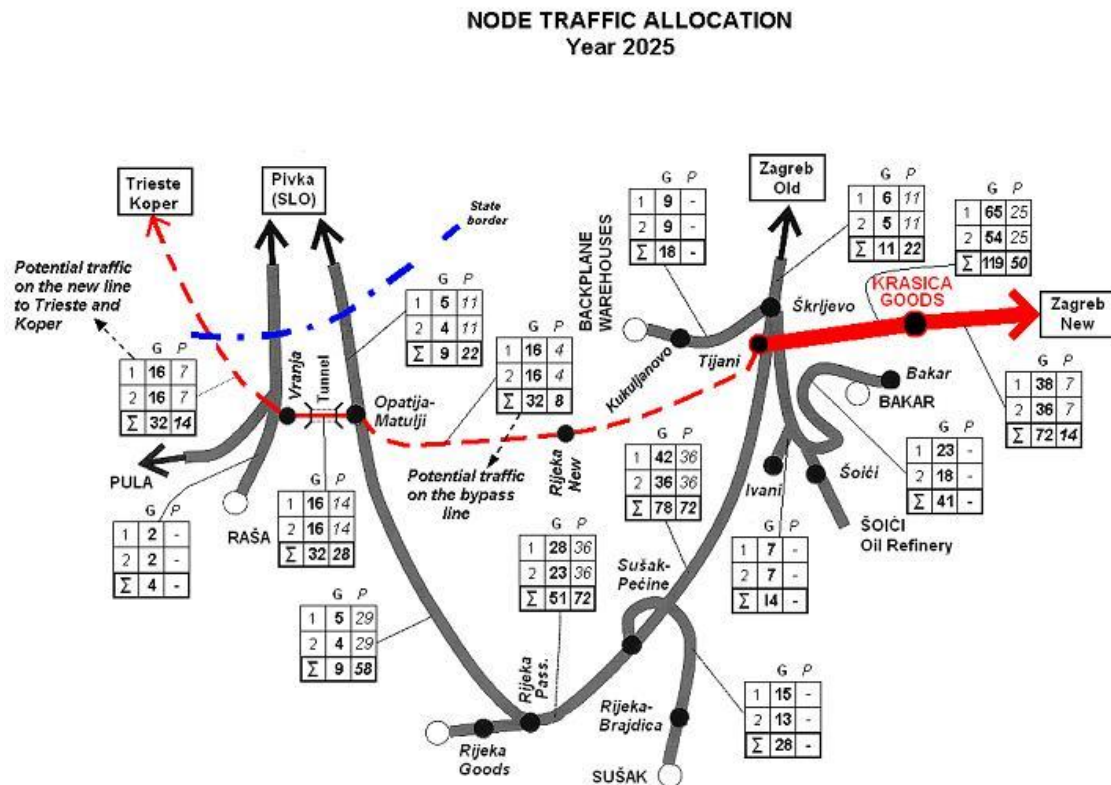 NODE TRAFFIC ALLOCATION
Year 2025
Trieste
Koper
Pivka
(SLO)
State
border
Zagreb
Old
Zagreb
New
Potential traffic
on the new line
to Trieste and
Koper
G P
1 16 7
2 16 7
Σ 32 14
Vranja
Tunnel
Opatija-
Matulji
PULA
RAŠA
G P
1 2 -
2 2 -
Σ 4 -
G P
1 16 14
2 16 14
Σ 32 28
G P
1 5 11
2 4 11
Σ 9 22
G P
1 16 4
2 16 4
Σ 32 8
Potential traffic
on the bypass
line
Rijeka
New
G P
1 9 -
2 9 -
Σ 18 -
BACKPLANE
WAREHOUSES
Kukuljanovo
Tijani
Škrljevo
G P
1 6 11
2 5 11
Σ 11 22
G P
1 65 25
2 54 25
Σ 119 50
KRASICA
GOODS
G P
1 38 7
2 36 7
Σ 72 14
Bakar
BAKAR
G P
1 23 -
2 18 -
Σ 41 -
Ivani
Šoići
ŠOIĆI
Oil Refinery
G P
1 7 -
2 7 -
Σ 14 -
G P
1 42 36
2 36 36
Σ 78 72
G P
1 28 36
2 23 36
Σ 51 72
Sušak-
Pećine
G P
1 5 29
2 4 29
Σ 9 58
Rijeka
Pass.
Rijeka
Goods
Rijeka-
Brajdica
SUŠAK
G P
1 15 -
2 13 -
Σ 28 -